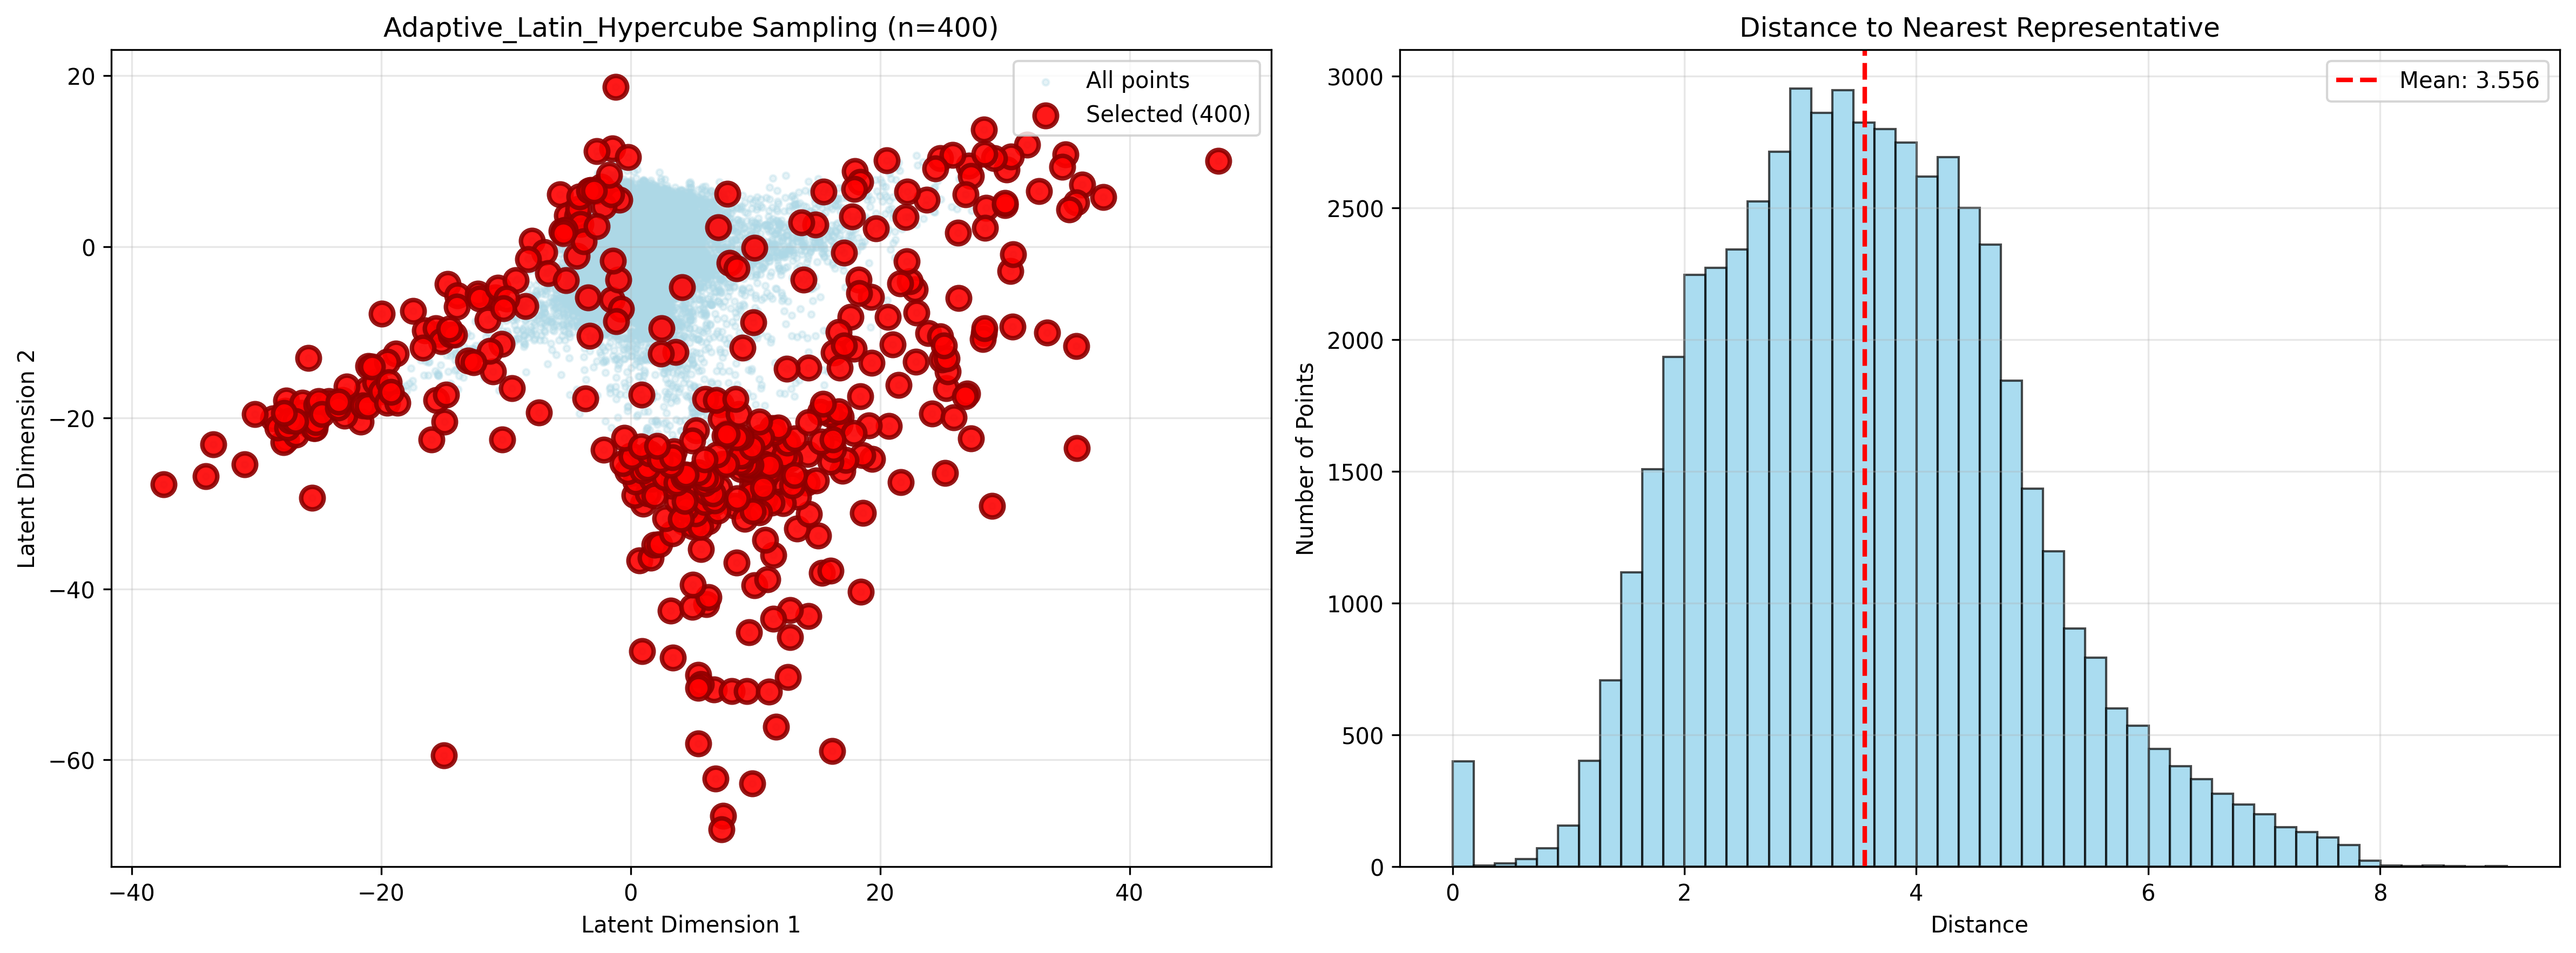 Adaptive_Latin_Hypercube Sampling (n=400)
All points
Selected (400)
20
0
−20
−40
−60
Latent Dimension 2
−40
−20
0
20
40
Latent Dimension 1
Distance to Nearest Representative
Mean: 3.556
3000
2500
2000
1500
1000
500
0
Number of Points
0
2
4
6
8
Distance